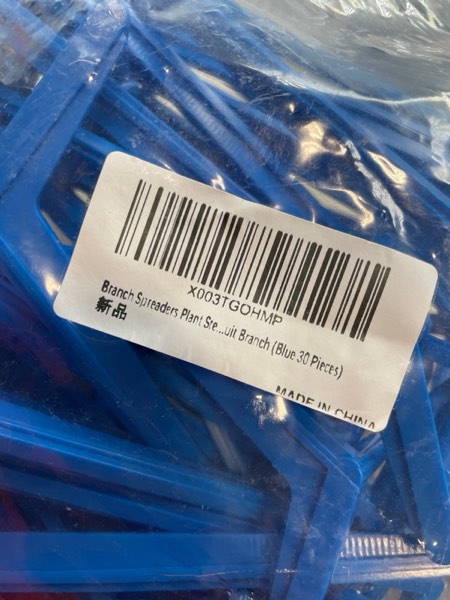 X003TGOHMP
Branch Spreaders Plant Ste...uit Branch (Blue,30 Pieces)
新品
MADE IN CHINA